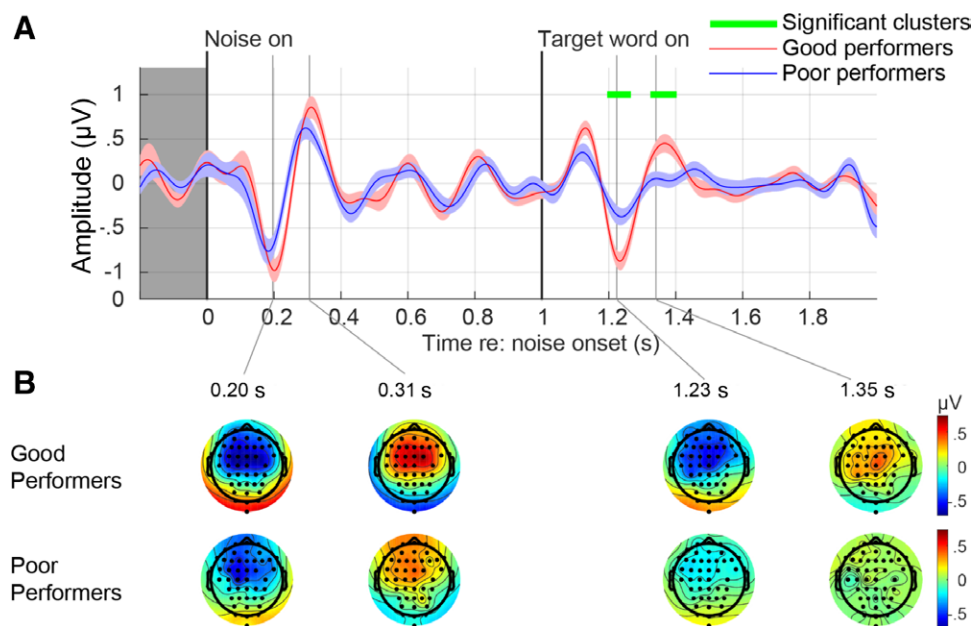 A
Noise on
Target word on
Significant clusters
Good performers
Poor performers
Amplitude (μV)
1
.5
0
-.5
-1
0
0 0.2 0.4 0.6 0.8 1 1.2 1.4 1.6 1.8
Time re: noise onset (s)
B
0.20 s 0.31 s 1.23 s 1.35 s
μV
Good
Performers
.5
0
.5
Poor
Performers
.5
0
.5